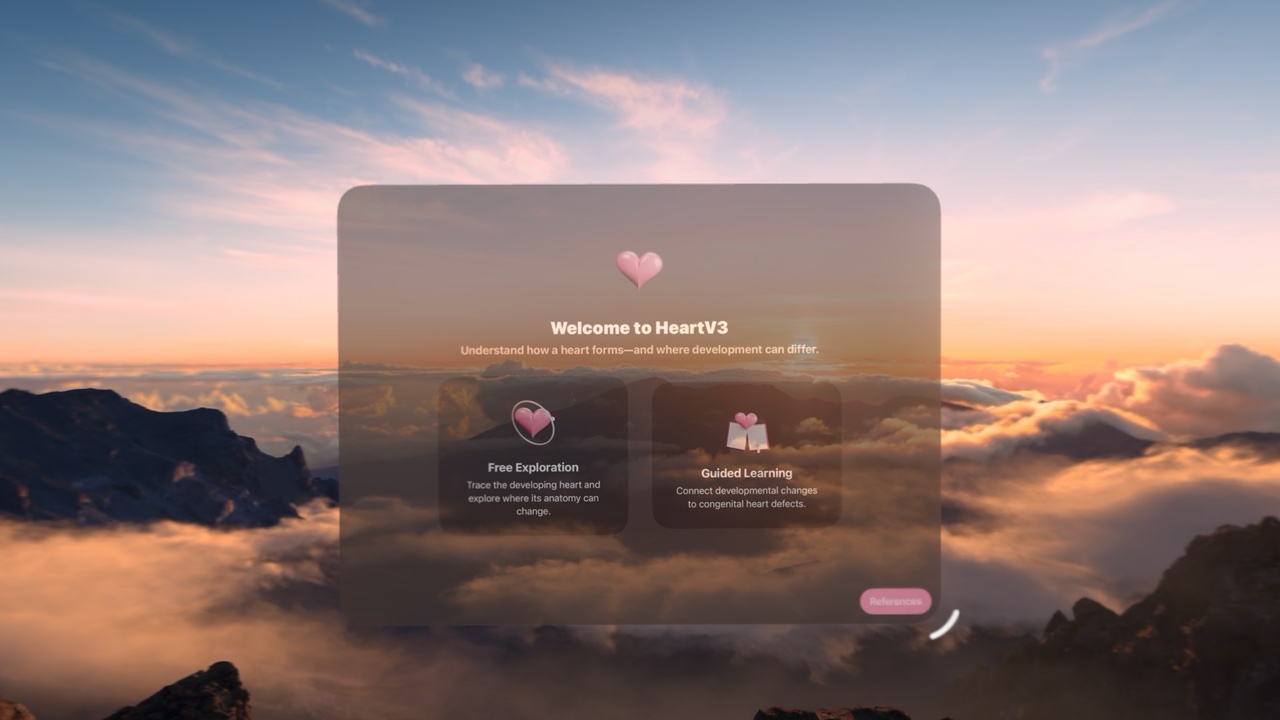 Welcome to HeartV3
Understand how a heart forms—and where development can differ.
Free Exploration
Trace the developing heart and
explore where its anatomy can
change.
Guided Learning
Connect developmental changes
to congenital heart defects.
References